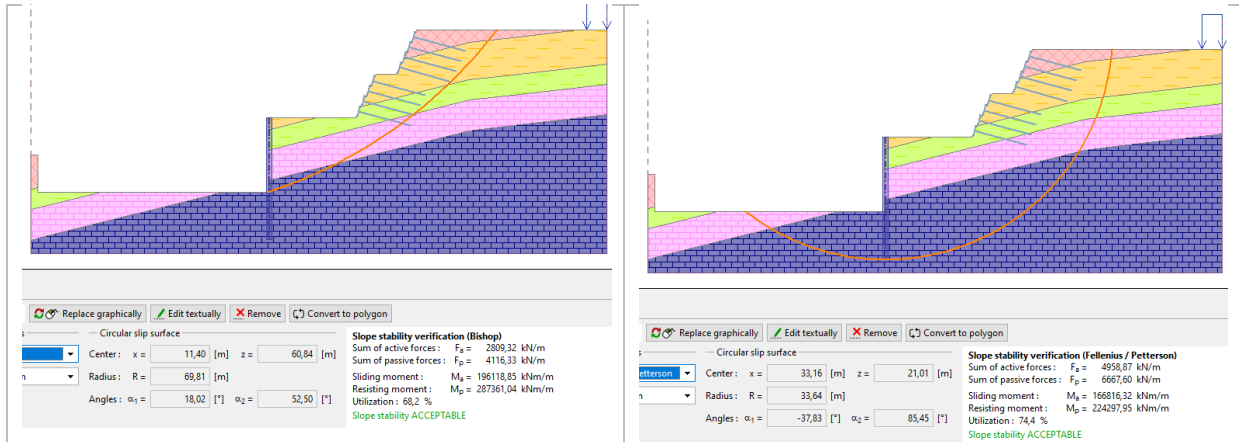 Replace graphically Edit textually Remove Convert to polygon
s Circular slip surface
Center : x = 11,40 [m] z = 60,84 [m]
n Radius : R = 69,81 [m]
Angles : α1 = 18,02 [°] α2 = 52,50 [°]
Slope stability verification (Bishop)
Sum of active forces : Fa = 2809,32 kN/m
Sum of passive forces : Fp = 4116,33 kN/m
Sliding moment : Ma = 196118,85 kNm/m
Resisting moment : Mp = 287361,04 kNm/m
Utilization : 68,2 %
Slope stability ACCEPTABLE
Replace graphically Edit textually Remove Convert to polygon
s Circular slip surface
etterson Center : x = 33,16 [m] z = 21,01 [m]
n Radius : R = 33,64 [m]
Angles : α1 = -37,83 [°] α2 = 85,45 [°]
Slope stability verification (Fellenius / Petterson)
Sum of active forces : Fa = 4958,87 kN/m
Sum of passive forces : Fp = 6667,60 kN/m
Sliding moment : Ma = 166816,32 kNm/m
Resisting moment : Mp = 224297,95 kNm/m
Utilization : 74,4 %
Slope stability ACCEPTABLE